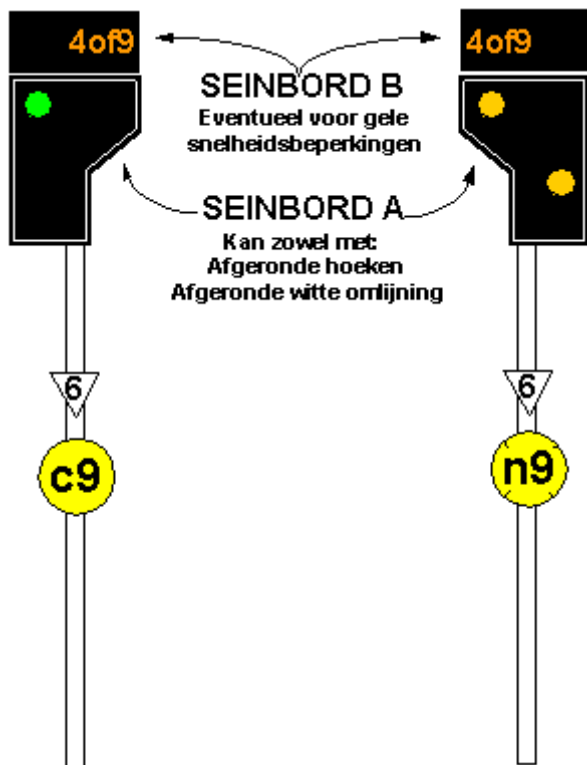 4of9
4of9
SEINBORD B
Eventueel voor gele
snelheidsbeperkingen
SEINBORD A
Kan zowel met:
Afgeronde hoeken
Afgeronde witte omlijning
6
6
c9
n9